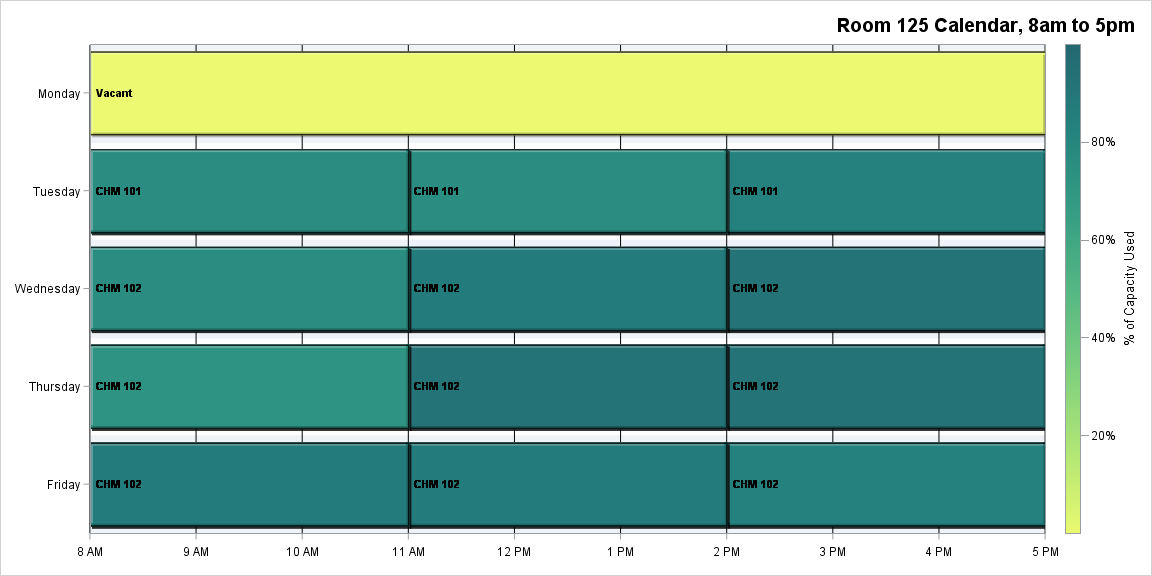 Room 125 Calendar, 8am to 5pm
Monday
Vacant
Tuesday
CHM 101
CHM 101
CHM 101
Wednesday
CHM 102
CHM 102
CHM 102
Thursday
CHM 102
CHM 102
CHM 102
Friday
CHM 102
CHM 102
CHM 102
8 AM
9 AM
10 AM
11 AM
12 PM
1 PM
2 PM
3 PM
4 PM
5 PM
80%
60%
40%
20%
% of Capacity Used